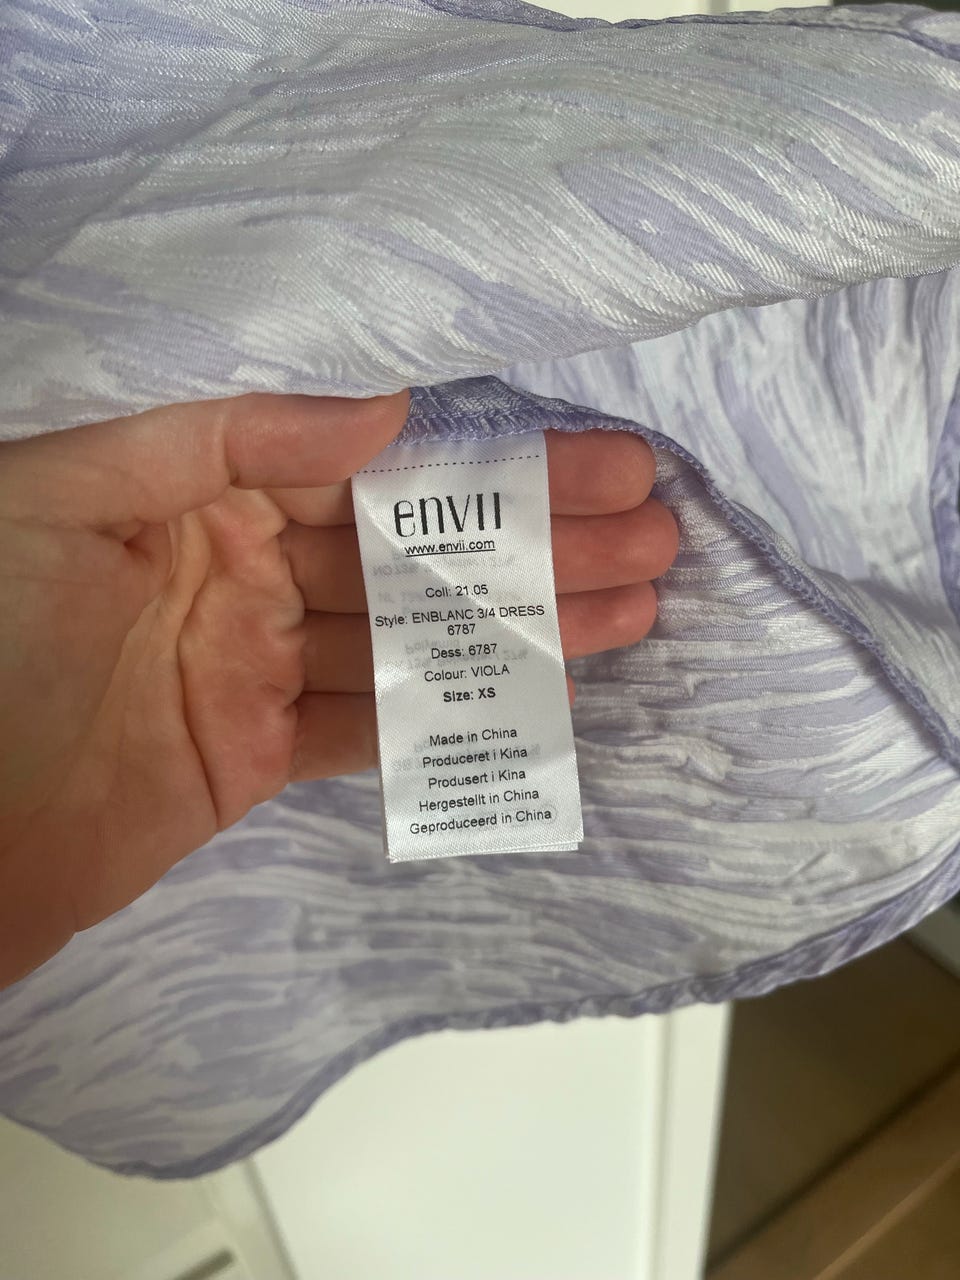 envii
www.envii.com
Coll: 21.05
Style: ENBLANC 3/4 DRESS
6787
Dess: 6787
Colour: VIOLA
Size: XS
Made in China
Produceret i Kina
Produsert i Kina
Hergestellt in China
Geproduceerd in China